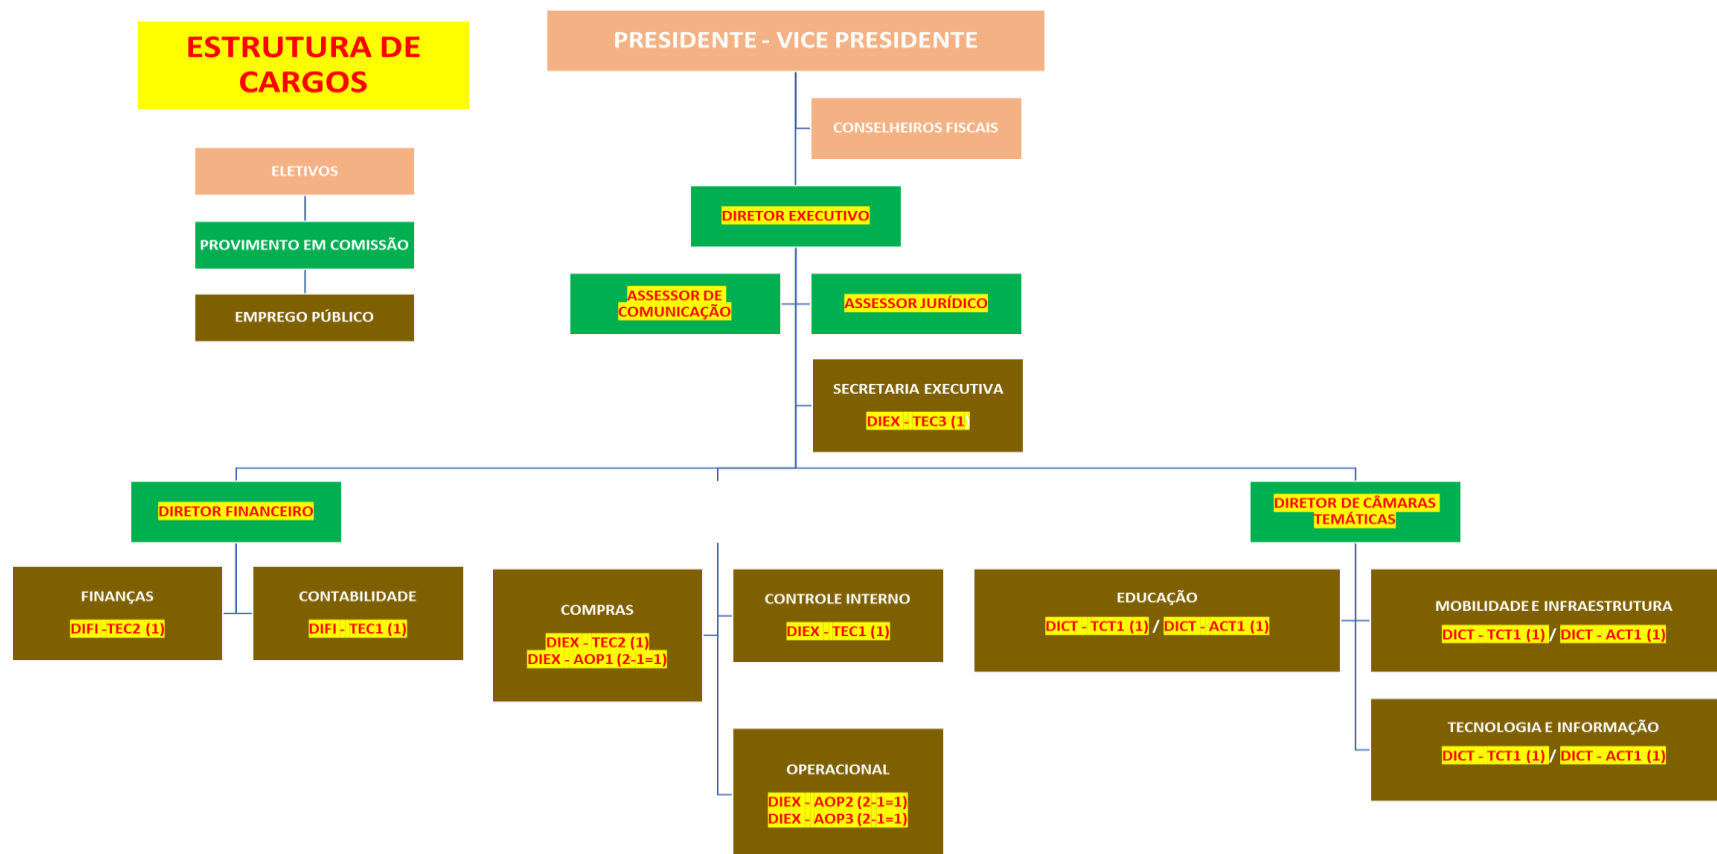 ESTRUTURA DE
CARGOS
ELETIVOS
PROVIMENTO EM COMISSÃO
EMPREGO PÚBLICO
PRESIDENTE - VICE PRESIDENTE
CONSELHEIROS FISCAIS
DIRETOR EXECUTIVO
ASSESSOR DE
COMUNICAÇÃO
ASSESSOR JURÍDICO
SECRETARIA EXECUTIVA
DIEX - TEC3 (1)
DIRETOR FINANCEIRO
FINANÇAS
DIFI -TEC2 (1)
CONTABILIDADE
DIFI - TEC1 (1)
COMPRAS
DIEX - TEC2 (1)
DIEX - AOP1 (2-1=1)
CONTROLE INTERNO
DIEX - TEC1 (1)
OPERACIONAL
DIEX - AOP2 (2-1=1)
DIEX - AOP3 (2-1=1)
DIRETOR DE CÂMARAS
TEMÁTICAS
EDUCAÇÃO
DICT - TCT1 (1) / DICT - ACT1 (1)
MOBILIDADE E INFRAESTRUTURA
DICT - TCT1 (1) / DICT - ACT1 (1)
TECNOLOGIA E INFORMAÇÃO
DICT - TCT1 (1) / DICT - ACT1 (1)